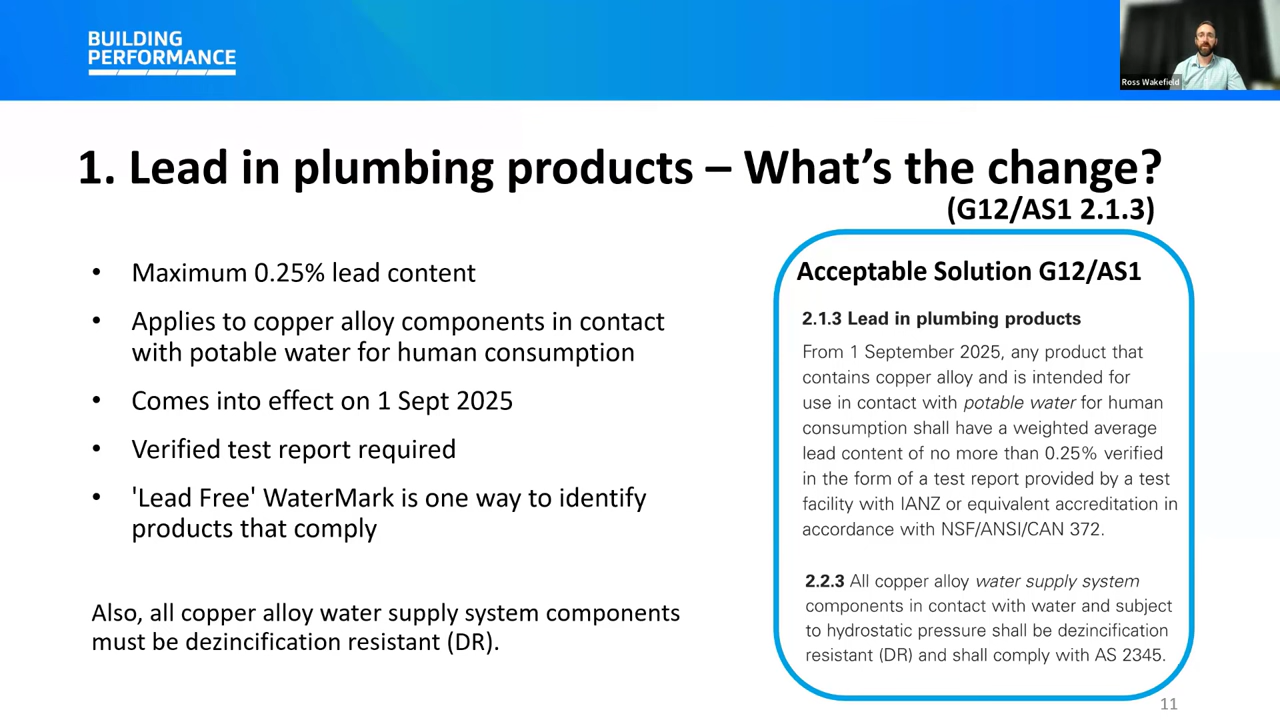 BUILDING
PERFORMANCE
Ross Wakefield
1. Lead in plumbing products – What's the change?
(G12/AS1 2.1.3)
• Maximum 0.25% lead content
• Applies to copper alloy components in contact
with potable water for human consumption
• Comes into effect on 1 Sept 2025
• Verified test report required
• 'Lead Free' WaterMark is one way to identify
products that comply
Also, all copper alloy water supply system components
must be dezincification resistant (DR).
Acceptable Solution G12/AS1
2.1.3 Lead in plumbing products
From 1 September 2025, any product that
contains copper alloy and is intended for
use in contact with potable water for human
consumption shall have a weighted average
lead content of no more than 0.25% verified
in the form of a test report provided by a test
facility with IANZ or equivalent accreditation in
accordance with NSF/ANSI/CAN 372.
2.2.3 All copper alloy water supply system
components in contact with water and subject
to hydrostatic pressure shall be dezincification
resistant (DR) and shall comply with AS 2345.
11